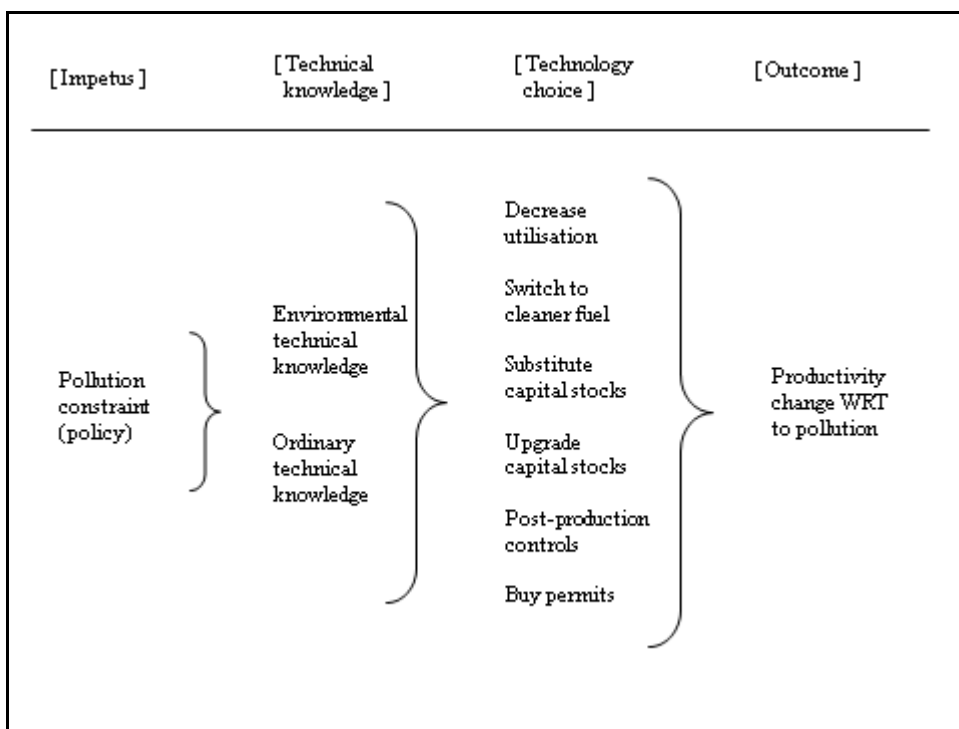 [Impetus]
[Technical
knowledge]
[Technology
choice]
[Outcome]
Pollution
constraint
(policy)
Environmental
technical
knowledge
Ordinary
technical
knowledge
Decrease
utilisation
Switch to
cleaner fuel
Substitute
capital stocks
Upgrade
capital stocks
Post-production
controls
Buy permits
Productivity
change WRT
to pollution